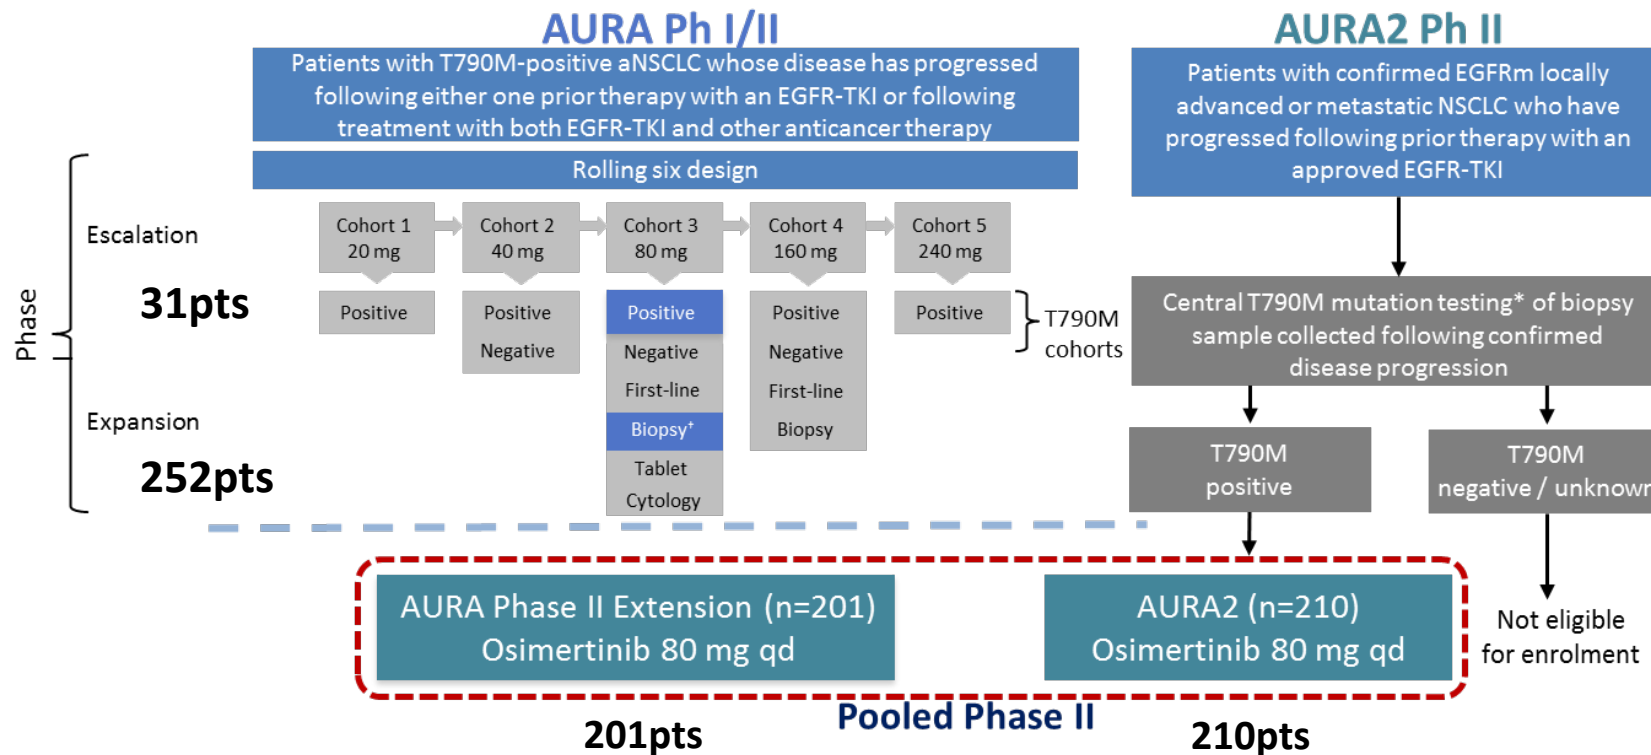 AURA Ph I/II
Patients with T790M-positive aNSCLC whose disease has progressed
following either one prior therapy with an EGFR-TKI or following
treatment with both EGFR-TKI and other anticancer therapy
Rolling six design
Phase
Escalation
31pts
Expansion
252pts
Cohort 1
20 mg
Cohort 2
40 mg
Cohort 3
80 mg
Cohort 4
160 mg
Cohort 5
240 mg
Positive
Positive
Negative
Positive
Negative
First-line
Biopsy⁺
Tablet
Cytology
Positive
Negative
First-line
Biopsy
Positive
T790M
cohorts
AURA2 Ph II
Patients with confirmed EGFRm locally
advanced or metastatic NSCLC who have
progressed following prior therapy with an
approved EGFR-TKI
Central T790M mutation testing* of biopsy
sample collected following confirmed
disease progression
T790M
positive
T790M
negative / unknown
Not eligible
for enrolment
AURA Phase II Extension (n=201)
Osimertinib 80 mg qd
AURA2 (n=210)
Osimertinib 80 mg qd
Pooled Phase II
201pts
210pts